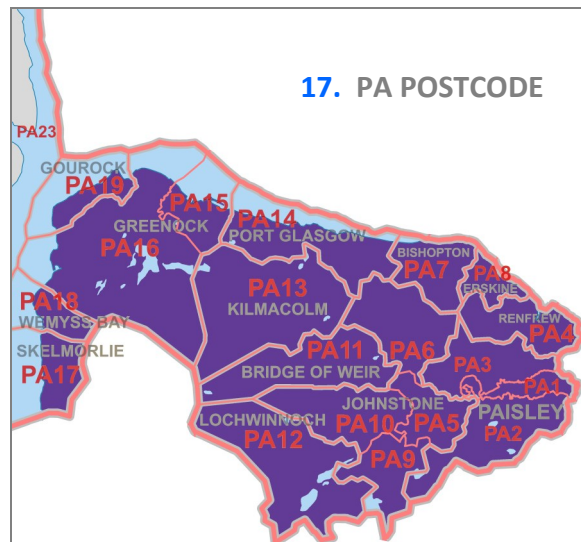 17. PA POSTCODE
PA23
GOUROCK
PA19
PA15
GREENOCK
PA14
PORT GLASGOW
PA16
BISHOPTON
PA7
PA8
ERSKINE
PA18
WEMYSS BAY
PA13
KILMACOLM
RENFREW
PA4
SKELMORLIE
PA17
PA11
BRIDGE OF WEIR
PA6
PA3
PA1
JOHNSTONE
PAISLEY
LOCHWINNOCH
PA12
PA10
PA5
PA2
PA9